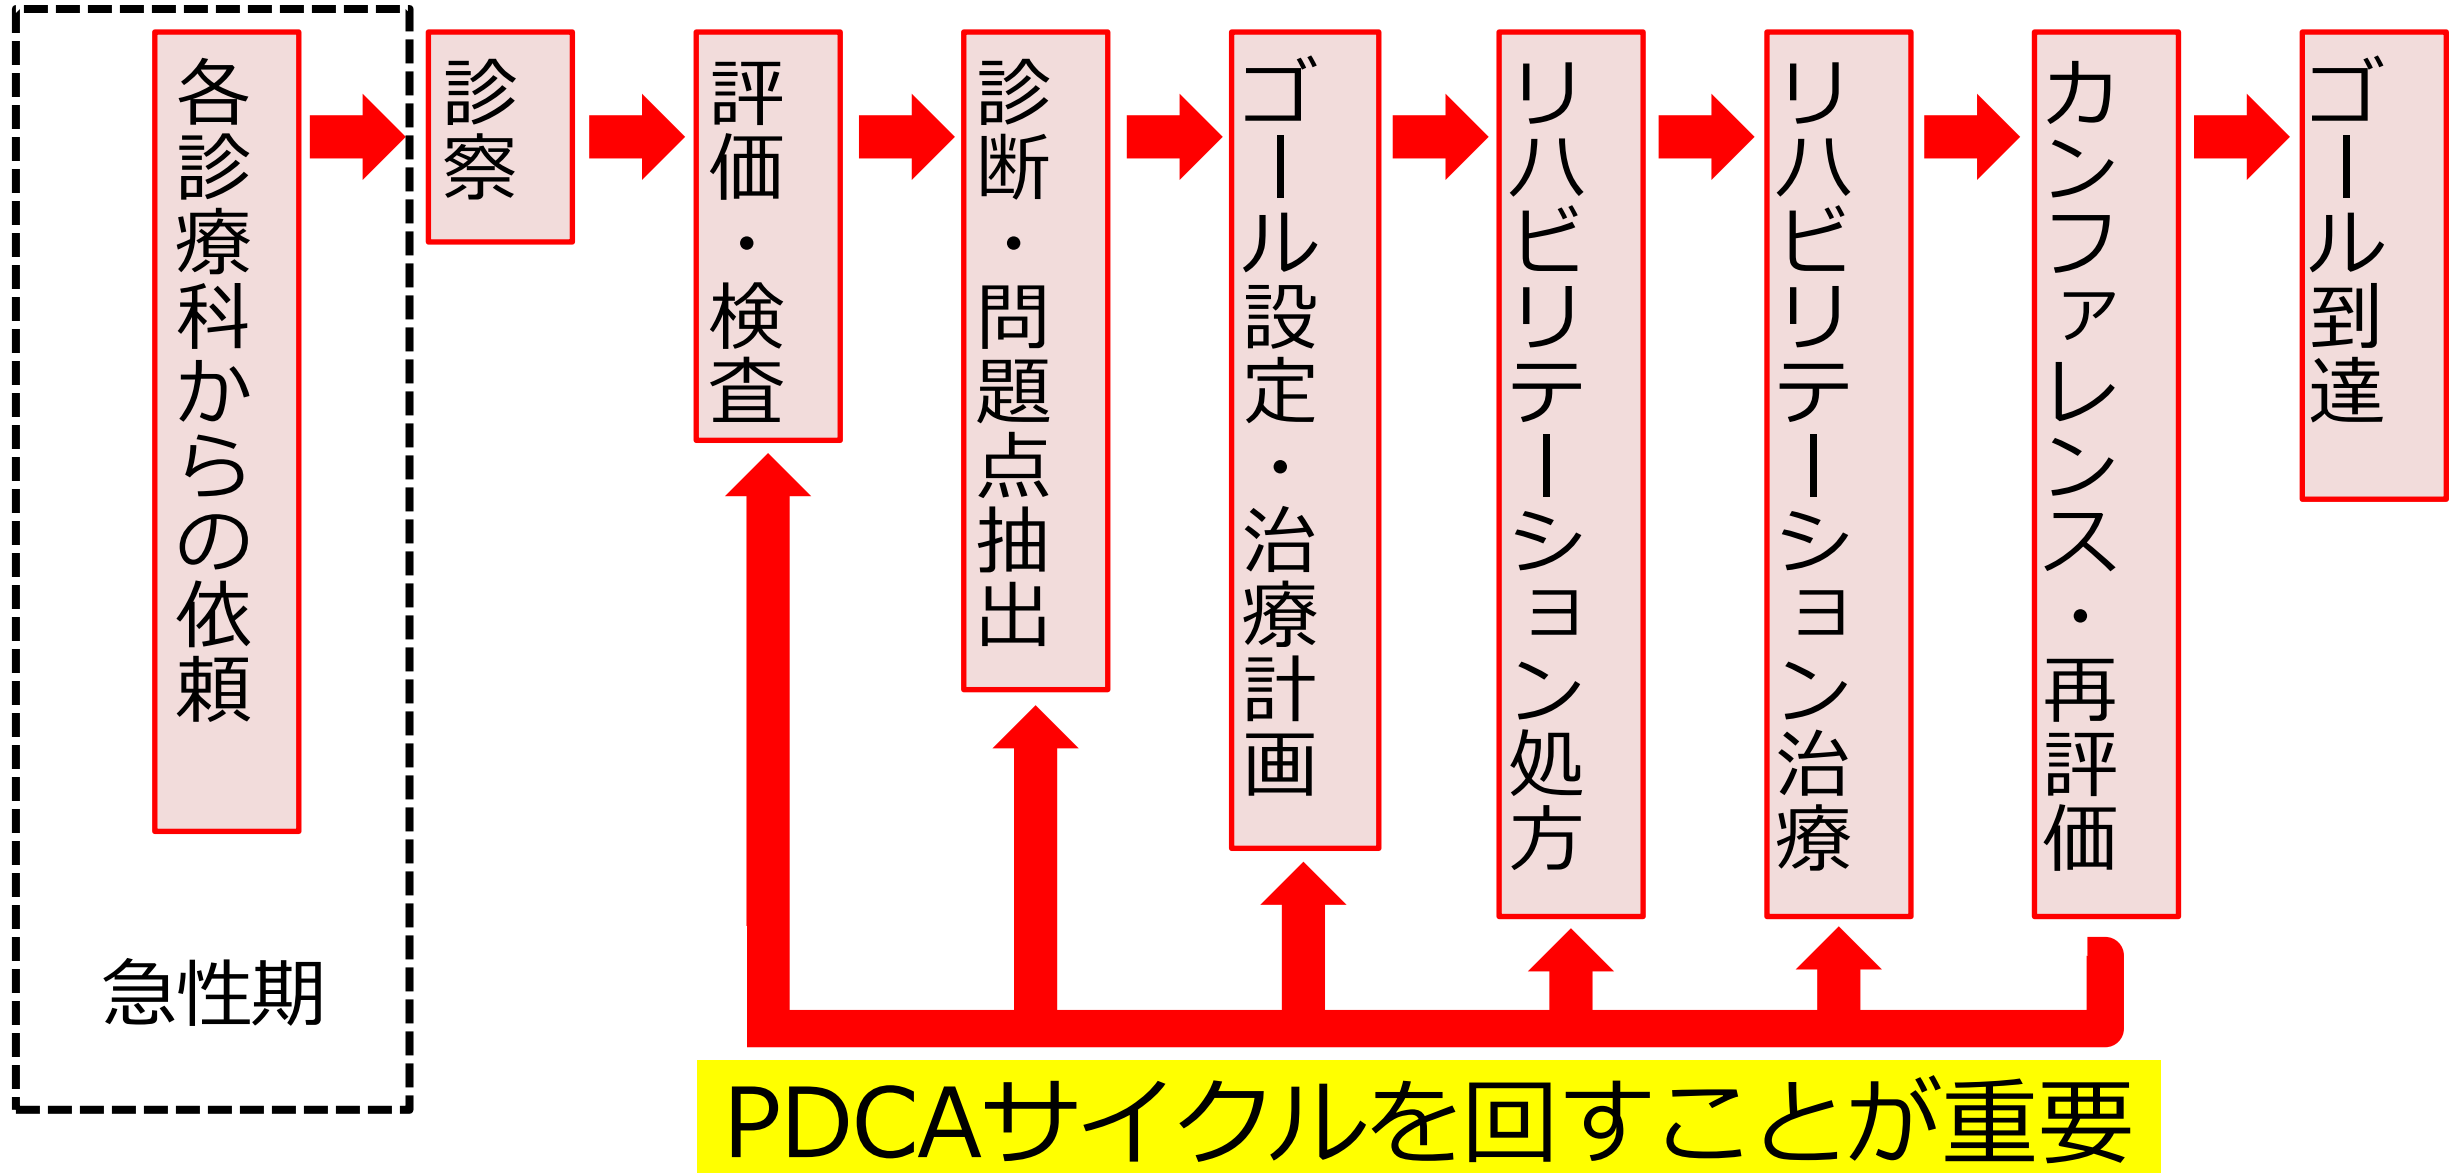 各診療科からの依頼
診察
評価・検査
診断・問題点抽出
ゴール設定・治療計画
リハビリテーション処方
リハビリテーション治療
カンファレンス・再評価
ゴール到達
急性期
PDCAサイクルを回すことが重要